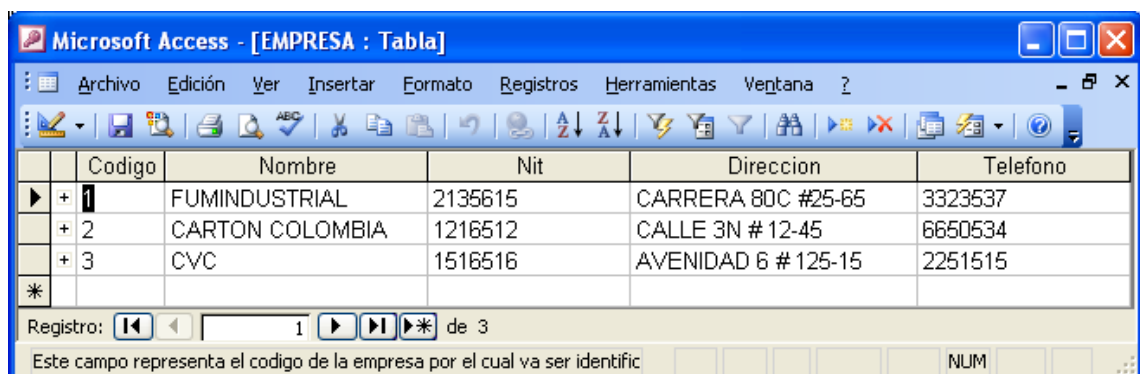 Microsoft Access - [EMPRESA : Tabla]
Archivo Edición Ver Insertar Formato Registros Herramientas Ventana ?
Codigo Nombre Nit Direccion Telefono
1 FUMINDUSTRIAL 2135615 CARRERA 80C #25-65 3323537
2 CARTON COLOMBIA 1216512 CALLE 3N # 12-45 6650534
3 CVC 1516516 AVENIDAD 6 # 125-15 2251515
Registro: 1 de 3
Este campo representa el codigo de la empresa por el cual va ser identific NUM